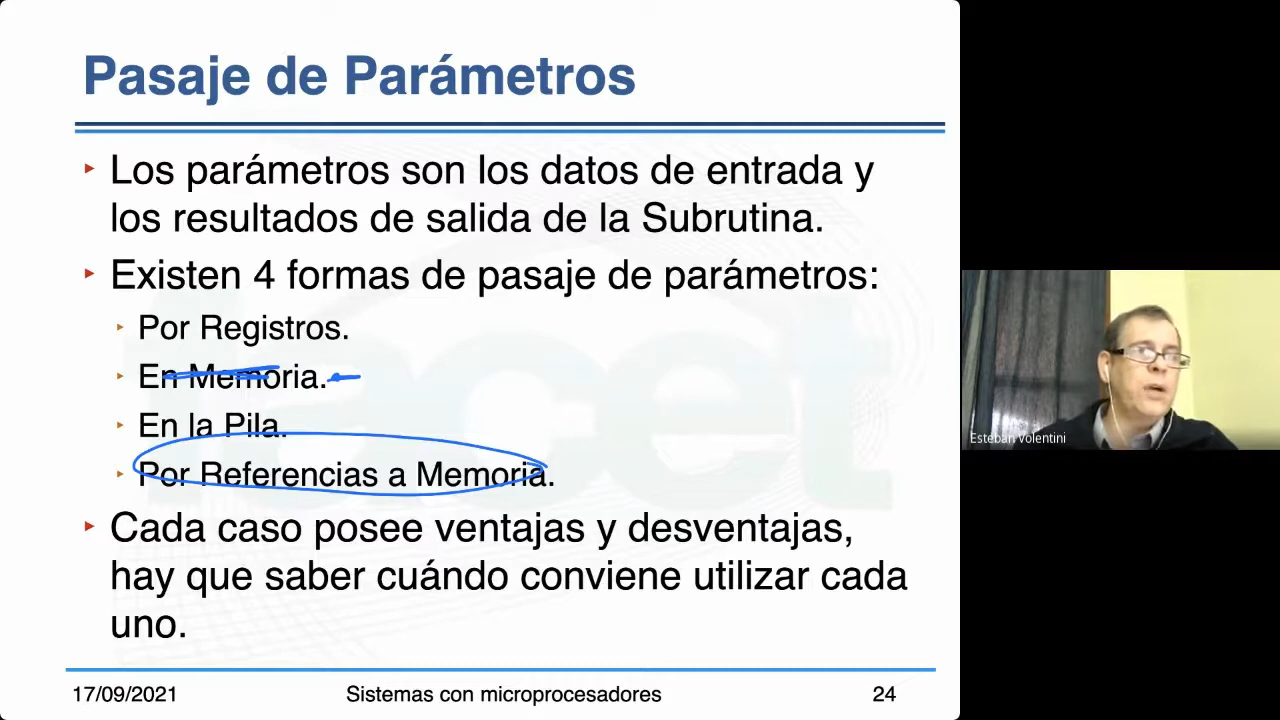 Pasaje de Parámetros
Los parámetros son los datos de entrada y
los resultados de salida de la Subrutina.
Existen 4 formas de pasaje de parámetros:
Por Registros.
En Memoria.
En la Pila.
Por Referencias a Memoria.
Cada caso posee ventajas y desventajas,
hay que saber cuándo conviene utilizar cada
uno.
17/09/2021 Sistemas con microprocesadores 24
Esteban Volentini